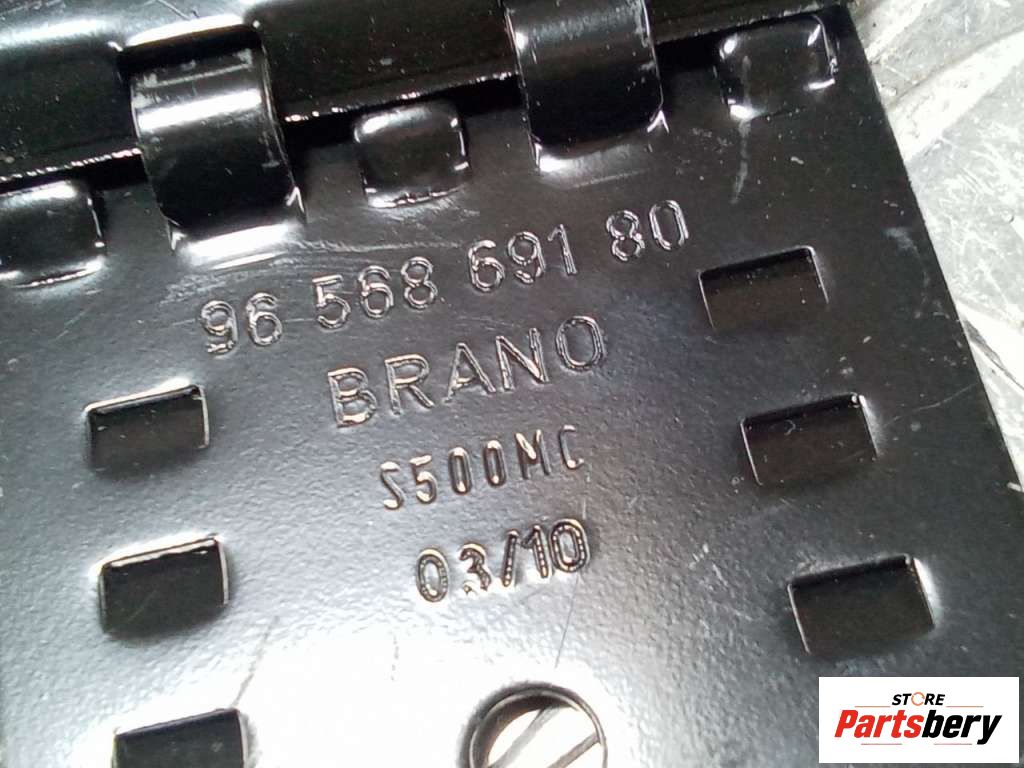 96 568 691 80
BRANO
S500MC
03/10
STORE
Partsbery